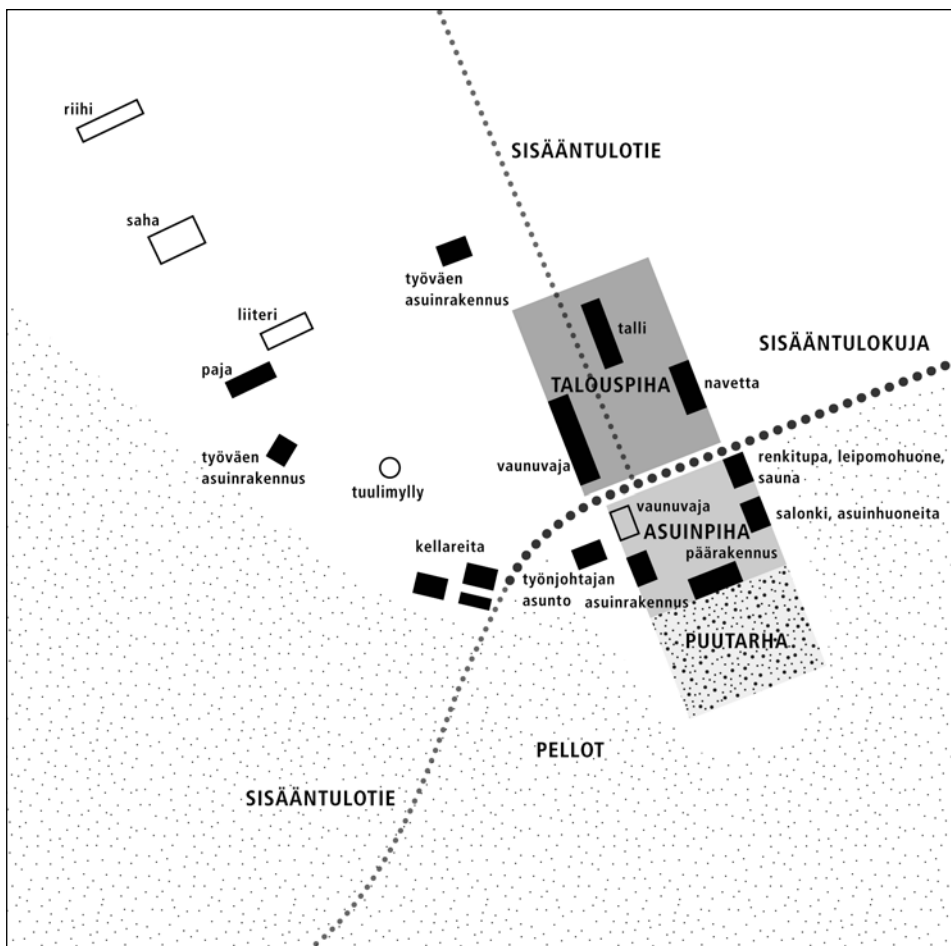 riihi
SISÄÄNTULOTIE
saha
työväen
asuinrakennus
liiteri
talli
SISÄÄNTULOKUJA
paja
TALOUSPIHA
navetta
työväen
asuinrakennus
vaunuvaja
renkitupa, leipomohuone,
sauna
tuulimylly
vaunuvaja
salonki, asuinhuoneita
ASUINPIHA
kellareita
päärakennus
työnjohtajan
asunto
asuinrakennus
PUUTARHA
PELLOT
SISÄÄNTULOTIE